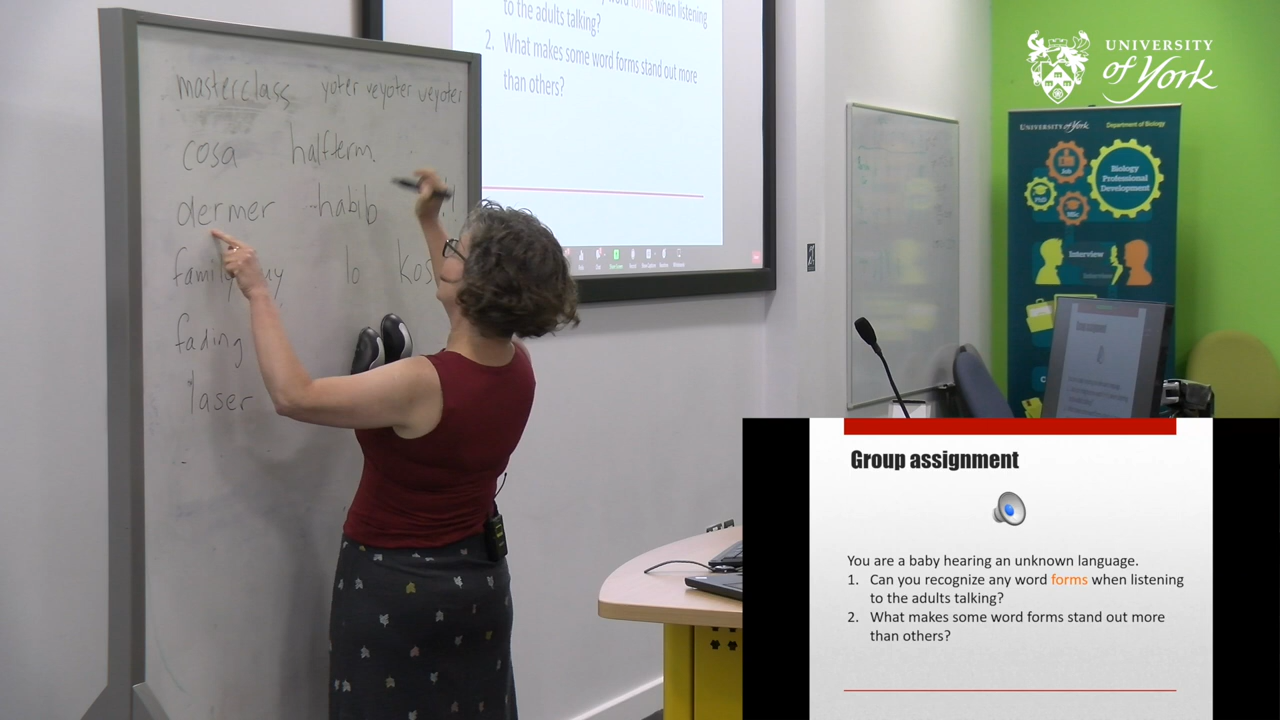 masterclass yoter veyoter veyoter
cosa halfterm
dermer habib
lo
fading
laser
to the adults talking?
2. What makes some word forms stand out more
than others?
UNIVERSITY
of York
UNIVERSITY of York Department of Biology
Biology
Professional
Development
Job
PhD
MSc
Interview
Group assignment
You are a baby hearing an unknown language.
1. Can you recognize any word forms when listening
to the adults talking?
2. What makes some word forms stand out more
than others?